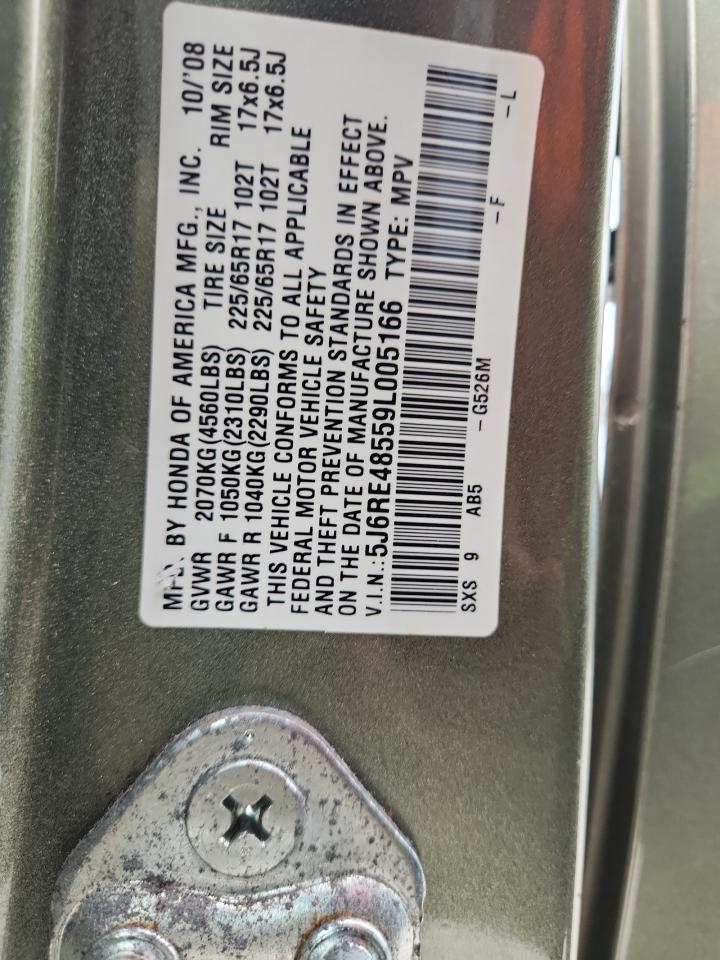 MFD. BY HONDA OF AMERICA MFG., INC. 10/'08
GVWR 2070KG(4560LBS) TIRE SIZE RIM SIZE
GAWR F 1050KG(2310LBS) 225/65R17 102T 17x6.5J
GAWR R 1040KG(2290LBS) 225/65R17 102T 17x6.5J
THIS VEHICLE CONFORMS TO ALL APPLICABLE
FEDERAL MOTOR VEHICLE SAFETY
AND THEFT PREVENTION STANDARDS IN EFFECT
ON THE DATE OF MANUFACTURE SHOWN ABOVE.
V.I.N.:5J6RE48559L005166 TYPE: MPV
SXS 9 AB5 -G526M -F -L